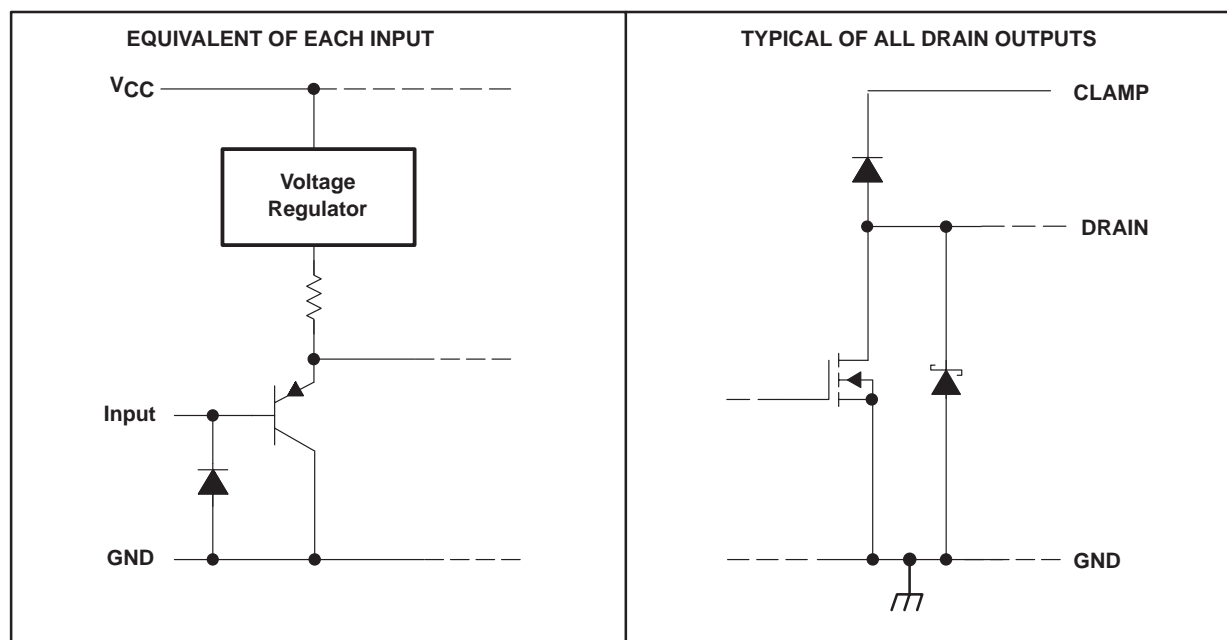 EQUIVALENT OF EACH INPUT
VCC
Voltage
Regulator
Input
GND
TYPICAL OF ALL DRAIN OUTPUTS
CLAMP
DRAIN
GND